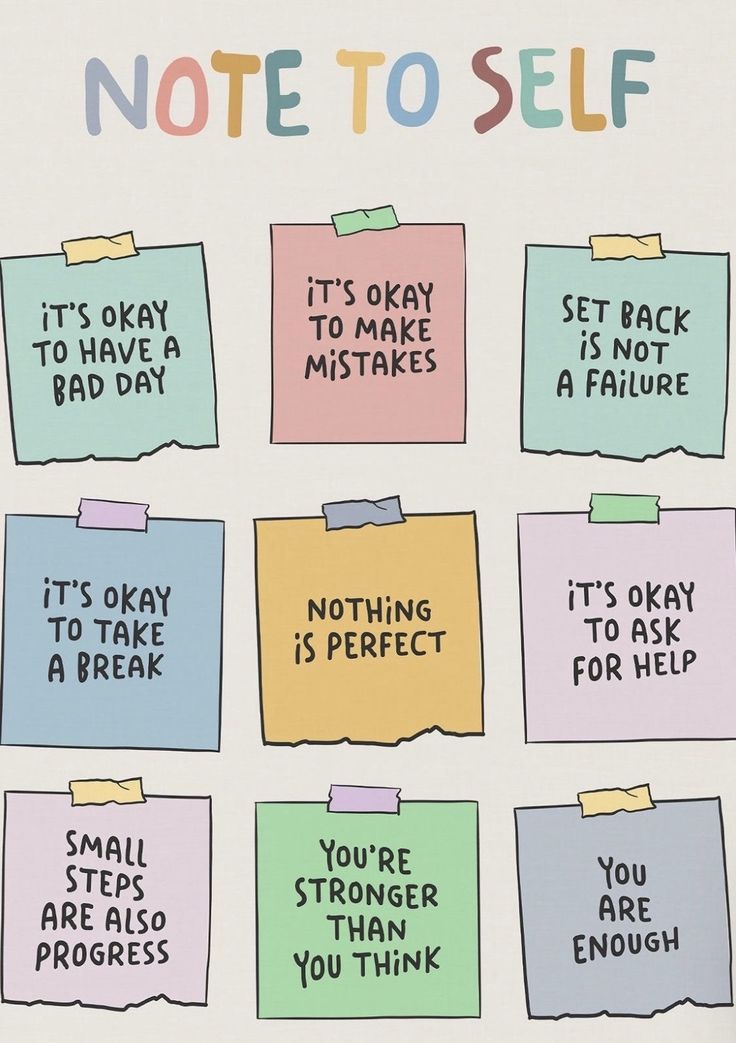 NOTE TO SELF
IT'S OKAY
TO HAVE A
BAD DAY
IT'S OKAY
TO MAKE
MISTAKES
SET BACK
IS NOT
A FAILURE
IT'S OKAY
TO TAKE
A BREAK
NOTHING
IS PERFECT
IT'S OKAY
TO ASK
FOR HELP
SMALL
STEPS
ARE ALSO
PROGRESS
YOU'RE
STRONGER
THAN
YOU THINK
YOU
ARE
ENOUGH